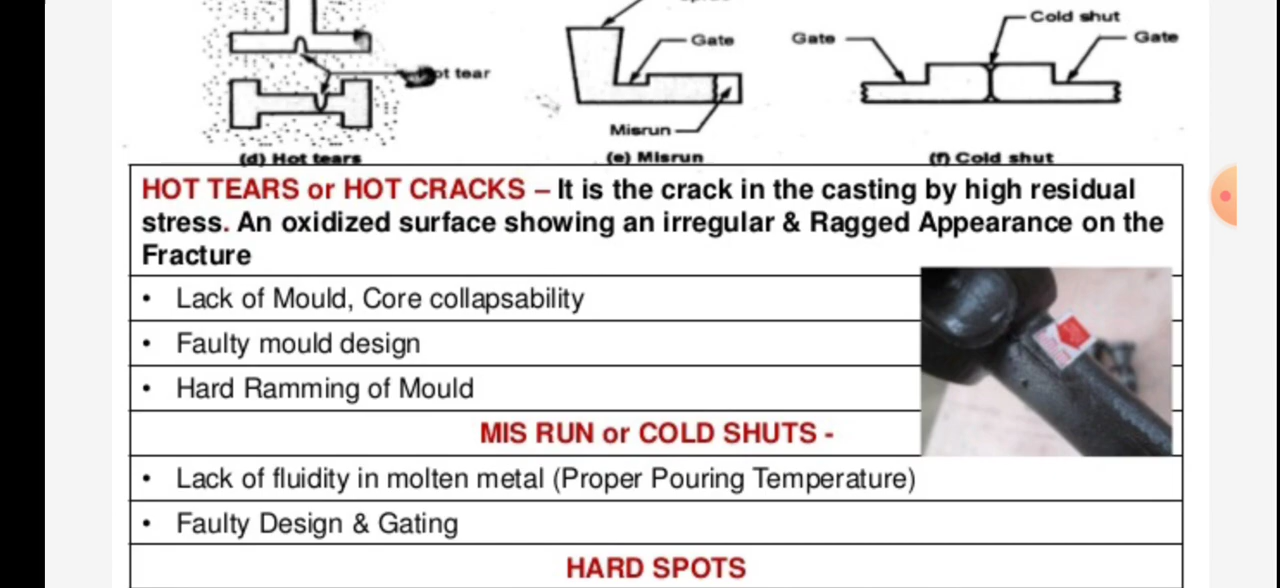 Cold shut
Gate
Gate
Gate
Hot tear
Misrun
(d) Hot tears
(e) Misrun
(f) Cold shut
HOT TEARS or HOT CRACKS – It is the crack in the casting by high residual
stress. An oxidized surface showing an irregular & Ragged Appearance on the
Fracture
• Lack of Mould, Core collapsability
• Faulty mould design
• Hard Ramming of Mould
MIS RUN or COLD SHUTS -
• Lack of fluidity in molten metal (Proper Pouring Temperature)
• Faulty Design & Gating
HARD SPOTS